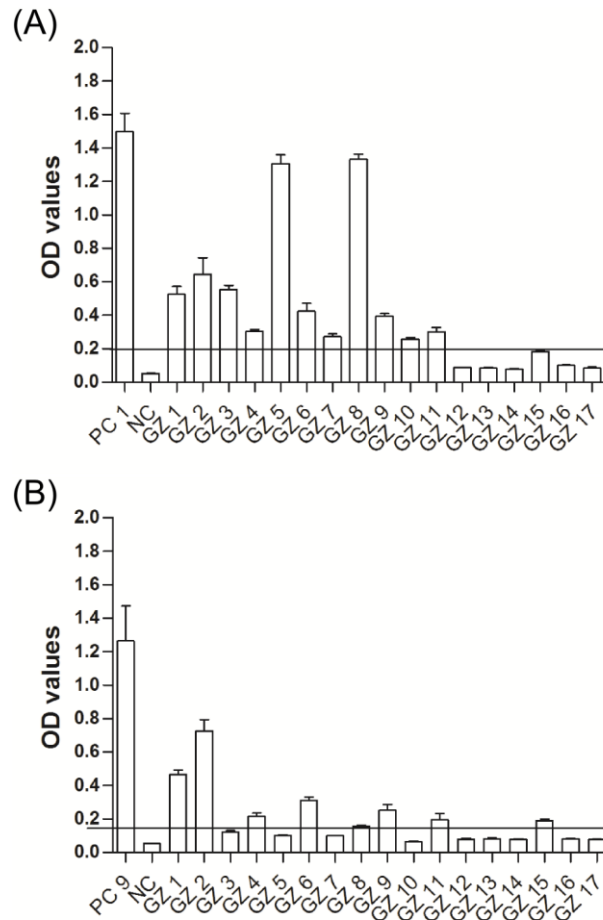 (A)
2.0
1.8
1.6
1.4
1.2
1.0
0.8
0.6
0.4
0.2
0.0
OD values
PC 1
NC
GZ 1
GZ 2
GZ 3
GZ 4
GZ 5
GZ 6
GZ 7
GZ 8
GZ 9
GZ 10
GZ 11
GZ 12
GZ 13
GZ 14
GZ 15
GZ 16
GZ 17
(B)
2.0
1.8
1.6
1.4
1.2
1.0
0.8
0.6
0.4
0.2
0.0
OD values
PC 9
NC
GZ 1
GZ 2
GZ 3
GZ 4
GZ 5
GZ 6
GZ 7
GZ 8
GZ 9
GZ 10
GZ 11
GZ 12
GZ 13
GZ 14
GZ 15
GZ 16
GZ 17